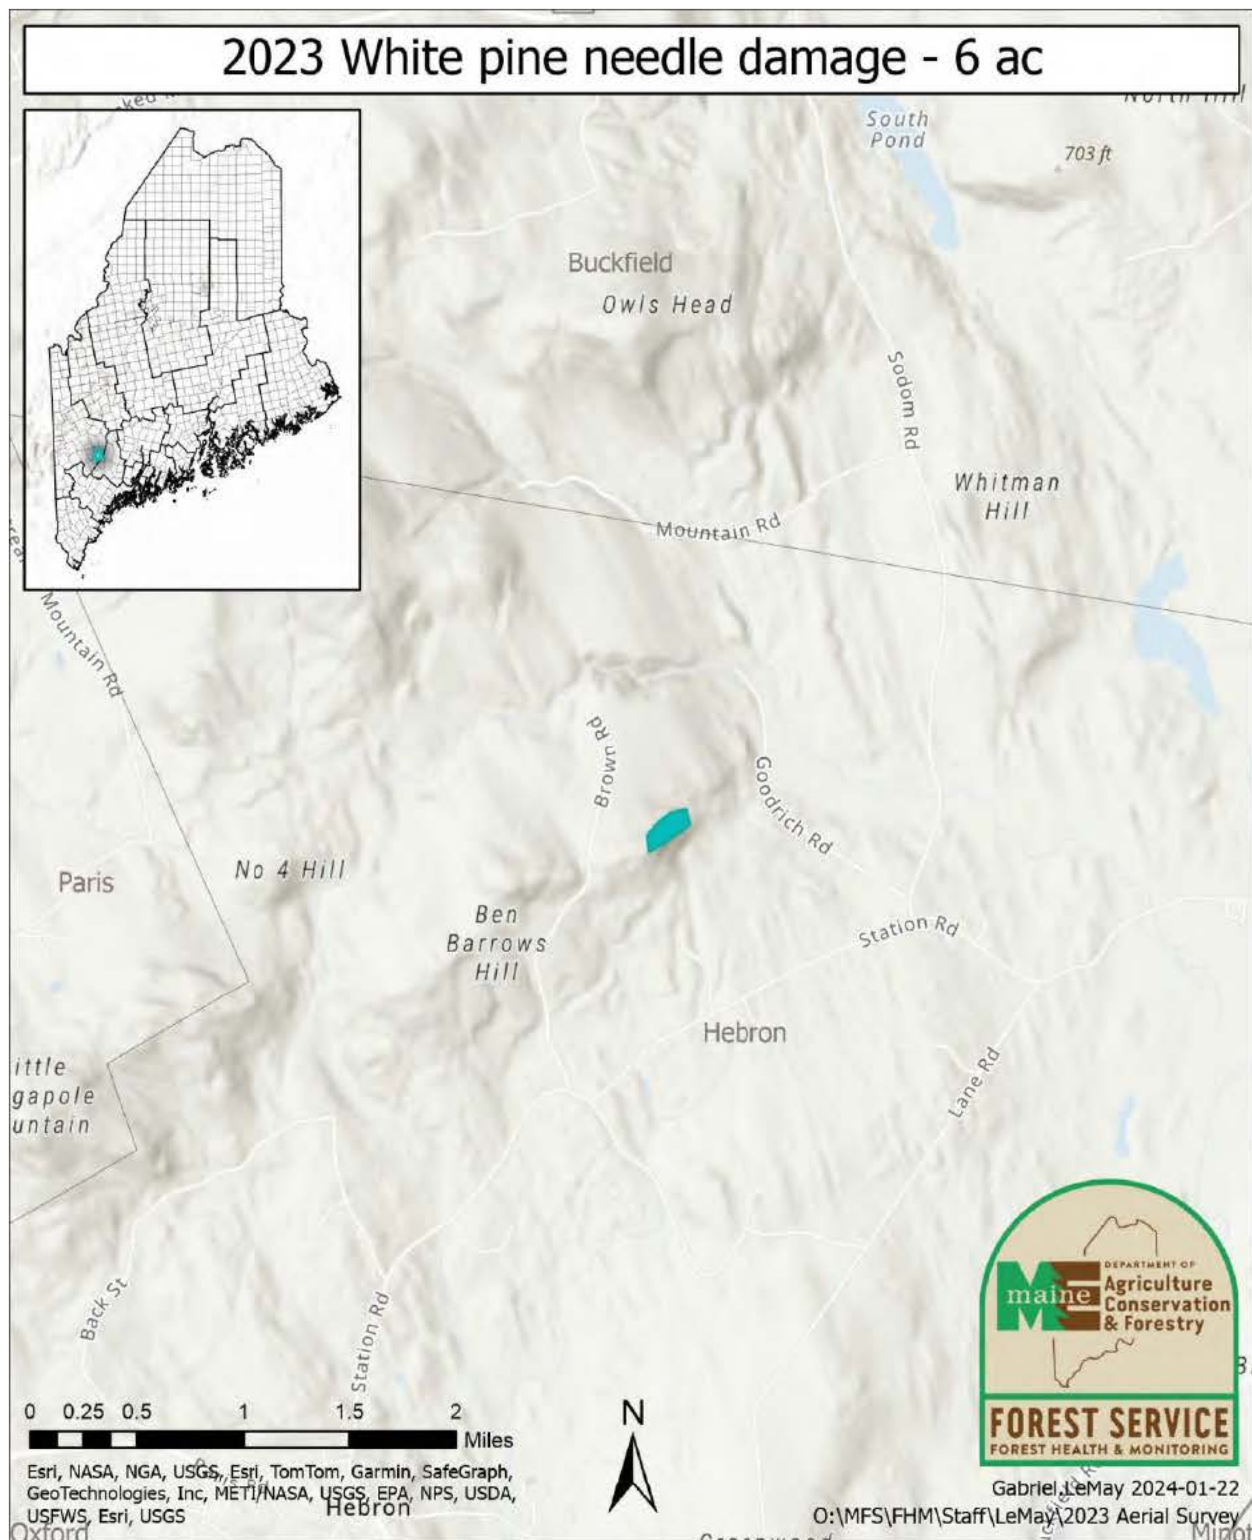 2023 White pine needle damage - 6 ac
South
Pond
703 ft
Buckfield
Owls Head
Sodom Rd
Whitman
Hill
Mountain Rd
Mountain Rd
Brown Rd
Goodrich Rd
No 4 Hill
Paris
Ben
Barrows
Hill
Station Rd
Hebron
ittle
gapole
untain
Lane Rd
Back St
Station Rd
DEPARTMENT OF
maine
Agriculture
Conservation
& Forestry
FOREST SERVICE
FOREST HEALTH & MONITORING
0 0.25 0.5 1 1.5 2
Miles
N
Esri, NASA, NGA, USGS, Esri, TomTom, Garmin, SafeGraph,
GeoTechnologies, Inc, METI/NASA, USGS, EPA, NPS, USDA,
USFWS, Esri, USGS
Hebron
Gabriel.LeMay 2024-01-22
O:\MFS\FHM\Staff\LeMay\2023 Aerial Survey
Oxford